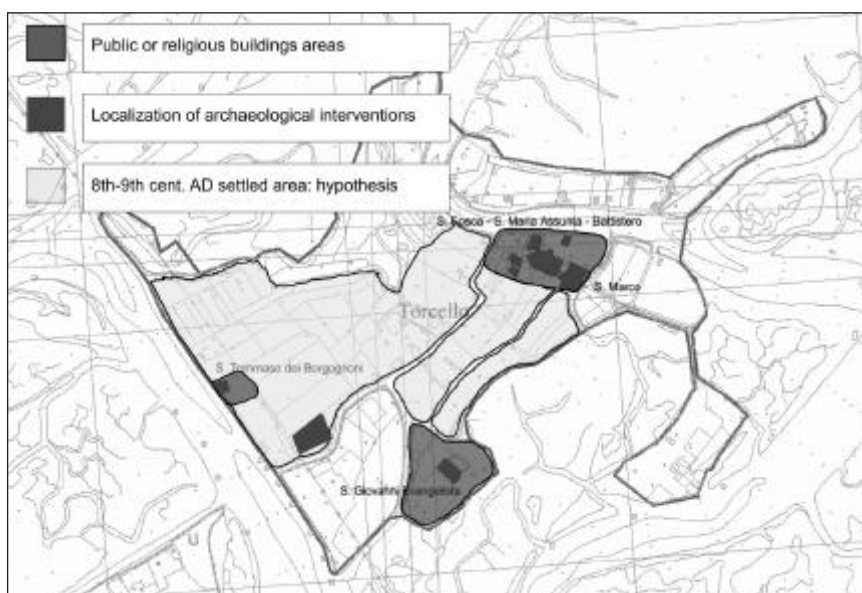 Public or religious buildings areas
Localization of archaeological interventions
8th-9th cent. AD settled area: hypothesis
S. Fosca - S. Maria Assunta - Battistero
S. Marco
Torcello
S. Tommaso dei Borgognoni
S. Giovanni Evangelista